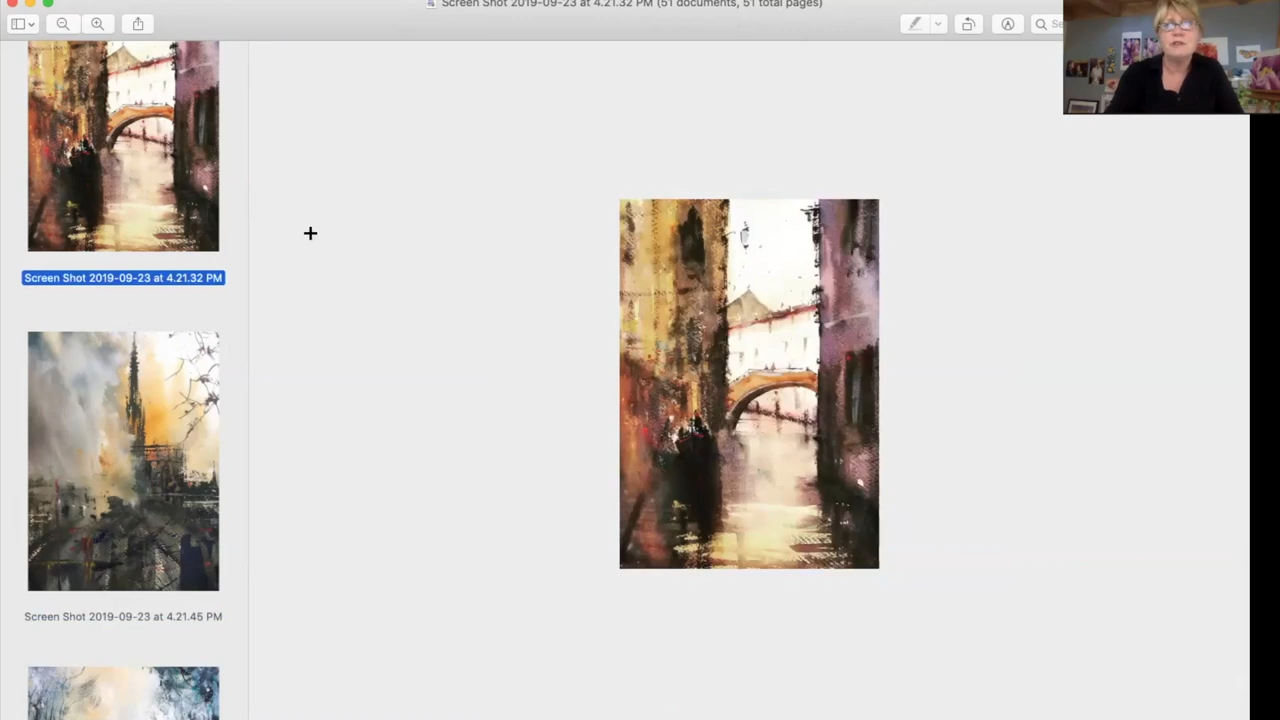 Screen Shot 2019-09-23 at 4.21.32 PM (51 documents, 51 total pages)
Screen Shot 2019-09-23 at 4.21.32 PM
Screen Shot 2019-09-23 at 4.21.45 PM